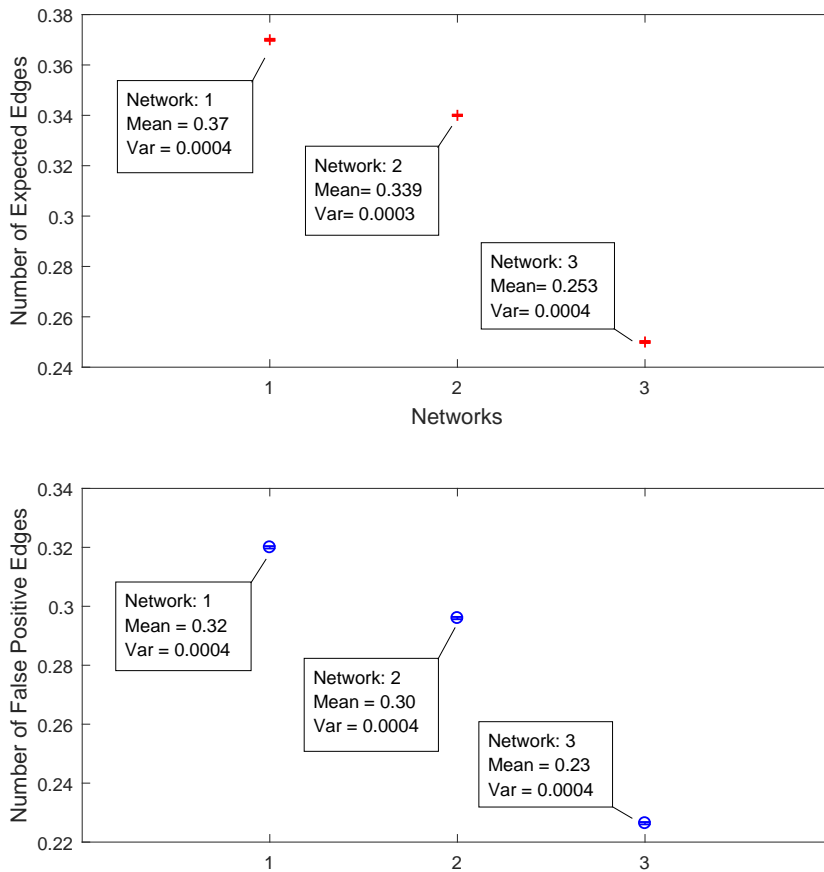 0.38
0.36
0.34
0.32
0.3
0.28
0.26
0.24
Number of Expected Edges
Network: 1
Mean = 0.37
Var = 0.0004
Network: 2
Mean= 0.339
Var= 0.0003
Network: 3
Mean= 0.253
Var= 0.0004
1
2
3
Networks
0.34
0.32
0.3
0.28
0.26
0.24
0.22
Number of False Positive Edges
Network: 1
Mean = 0.32
Var = 0.0004
Network: 2
Mean = 0.30
Var = 0.0004
Network: 3
Mean = 0.23
Var = 0.0004
1
2
3